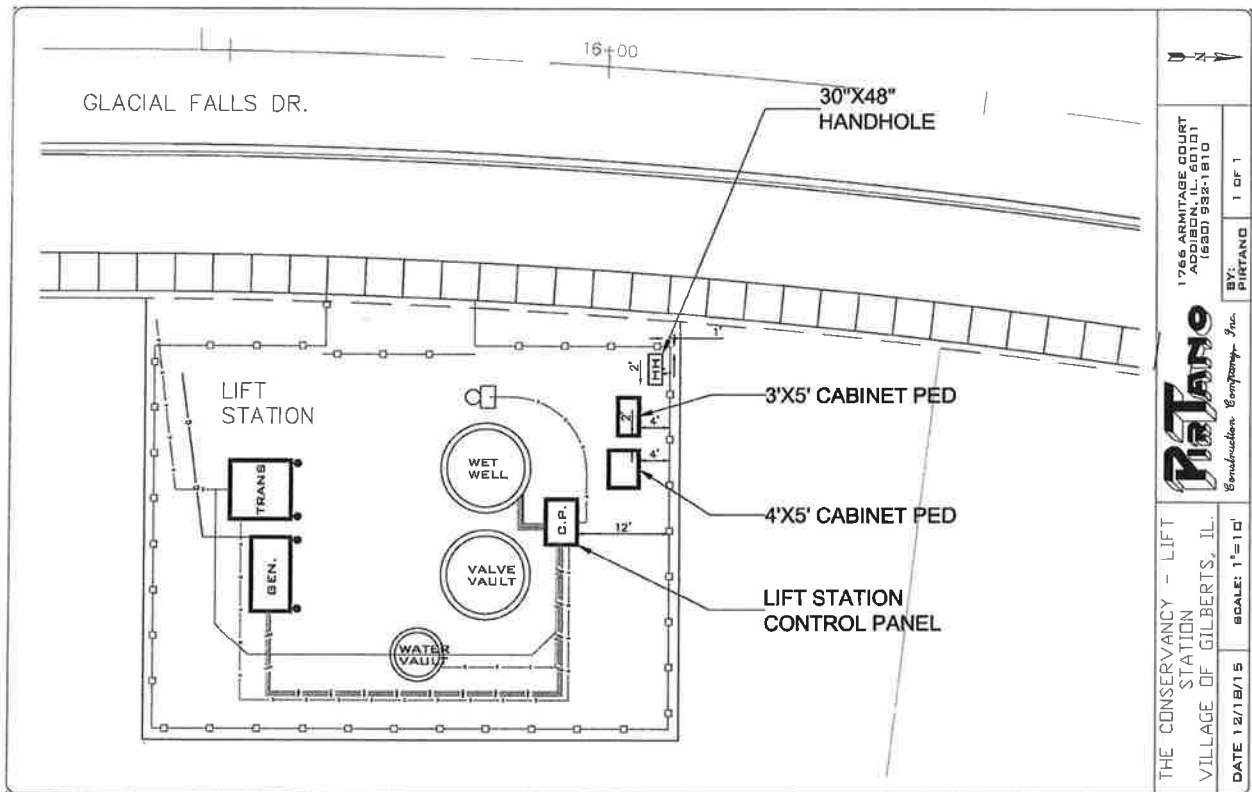 16+00
GLACIAL FALLS DR.
30"X48"
HANDHOLE
1'
2'
HH
LIFT
STATION
3'X5' CABINET PED
2'
4'
4'
WET
WELL
TRANS
4'X5' CABINET PED
C.P.
12'
VALVE
VAULT
GEN.
LIFT STATION
CONTROL PANEL
WATER
VAULT
N
1766 ARMITAGE COURT
ADDISON, IL. 60101
(630) 932-1810
BY:
PIRTANO
1 OF 1
PIRTANO
Construction Company, Inc.
THE CONSERVANCY - LIFT
STATION
VILLAGE OF GILBERTS, IL.
DATE 12/18/15
SCALE: 1"=10'